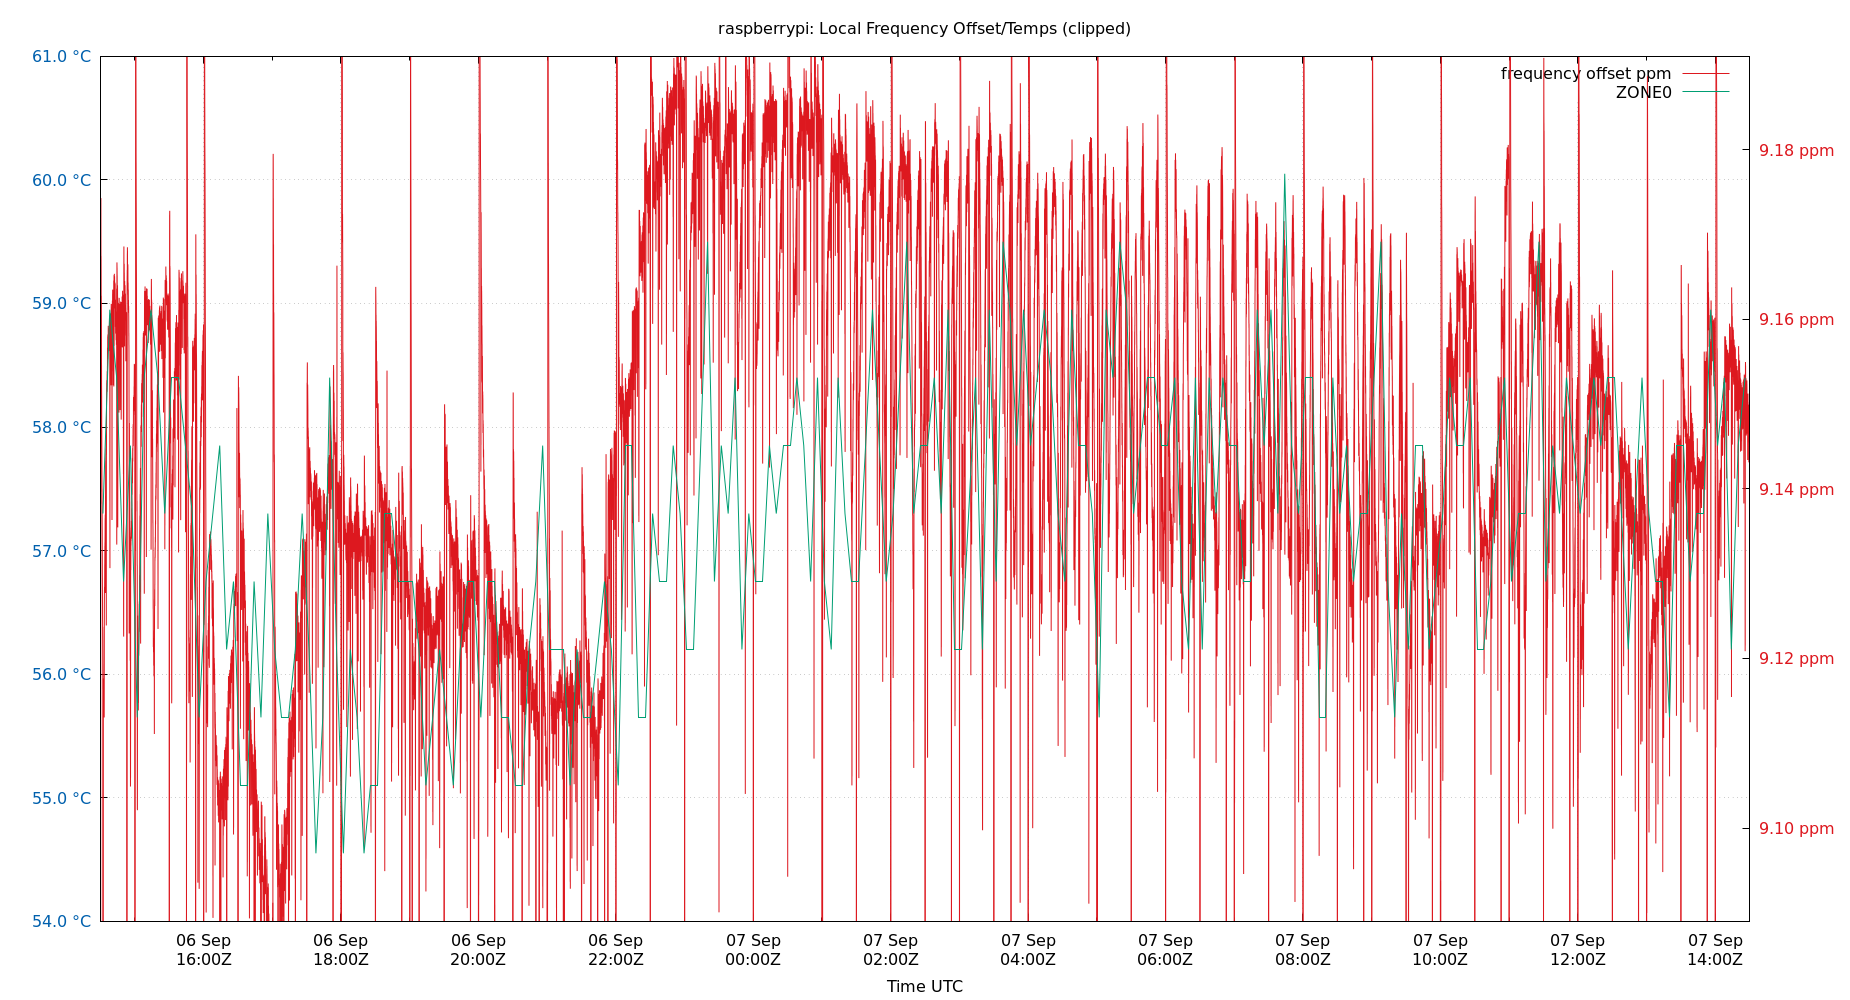 raspberrypi: Local Frequency Offset/Temps (clipped)
61.0 °C
60.0 °C
59.0 °C
58.0 °C
57.0 °C
56.0 °C
55.0 °C
54.0 °C
frequency offset ppm
ZONE0
9.18 ppm
9.16 ppm
9.14 ppm
9.12 ppm
9.10 ppm
06 Sep 06 Sep 06 Sep 06 Sep 07 Sep 07 Sep 07 Sep 07 Sep 07 Sep 07 Sep 07 Sep 07 Sep
16:00Z 18:00Z 20:00Z 22:00Z 00:00Z 02:00Z 04:00Z 06:00Z 08:00Z 10:00Z 12:00Z 14:00Z
Time UTC